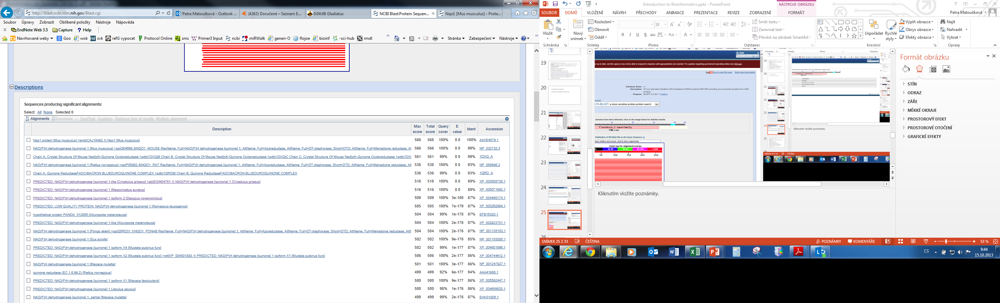 http://blast.ncbi.nlm.nih.gov/Blast.cgi
Petra Matoušková - Outlook ...
(4263) Doručené – Seznam E...
0:04:08 Gladiatus
NCBI Blast:Protein Sequen...
Nqo1 [Mus musculus] - Prote...
Soubor Úpravy Zobrazit Oblíbené položky Nástroje Nápověda
EndNote Web 3.5 Capture Help
Navrhované weby Goo wok svk refG vypocet Protocol Online sms Primer3 Input ncbi miRWalk generi-O flojoe bioinf -sci-hub rmdl
Stránka Zabezpečení Nástroje
Descriptions
Sequences producing significant alignments:
Select: All None Selected:0
Alignments Download GenPept Graphics Distance tree of results Multiple alignment
Description Max score Total score Query cover E value Ident Accession
Nqo1 protein [Mus musculus] >emb|CAJ18492.1| Nqo1 [Mus musculus] 568 568 100% 0.0 100% AAH04579.1
NAD(P)H dehydrogenase [quinone] 1 [Mus musculus] >sp|Q64669.3|NQO1_MOUSE RecName: Full=NAD(P)H dehydrogenase [quinone] 1; AltName: Full=Azoreductase; AltName: Full=DT-diaphorase; Short=DTD; AltName: Full=Menadione reductase; Al 566 566 100% 0.0 99% NP_032732.3
Chain A, Crystal Structure Of Mouse Nad[p]h-Quinone Oxidoreductase >pdb|1DXQ|B Chain B, Crystal Structure Of Mouse Nad[p]h-Quinone Oxidoreductase >pdb|1DXQ|C Chain C, Crystal Structure Of Mouse Nad[p]h-Quinone Oxidoreductase >pdb|1DX 561 561 99% 0.0 99% 1DXQ_A
NAD(P)H dehydrogenase [quinone] 1 [Rattus norvegicus] >sp|P05982.4|NQO1_RAT RecName: Full=NAD(P)H dehydrogenase [quinone] 1; AltName: Full=Azoreductase; AltName: Full=DT-diaphorase; Short=DTD; AltName: Full=Menadione reductase; Alt 538 538 100% 0.0 93% NP_058696.2
Chain A, Quinone ReductaseFADCIBACRON BLUEDUROQUINONE COMPLEX >pdb|1QRD|B Chain B, Quinone ReductaseFADCIBACRON BLUEDUROQUINONE COMPLEX 536 536 99% 0.0 93% 1QRD_A
PREDICTED: NAD(P)H dehydrogenase [quinone] 1-like [Cricetulus griseus] >gb|EGW04761.1| NAD(P)H dehydrogenase [quinone] 1 [Cricetulus griseus] 518 518 100% 0.0 89% XP_003508735.1
PREDICTED: NAD(P)H dehydrogenase [quinone] 1 [Mesocricetus auratus] 516 516 100% 0.0 89% XP_005071892.1
PREDICTED: NAD(P)H dehydrogenase [quinone] 1 isoform 2 [Dasypus novemcinctus] 509 509 100% 3e-180 87% XP_004468174.1
PREDICTED: LOW QUALITY PROTEIN: NAD(P)H dehydrogenase [quinone] 1 [Nomascus leucogenys] 505 505 100% 7e-179 87% XP_003262994.1
hypothetical protein PANDA_012885 [Ailuropoda melanoleuca] 504 504 99% 1e-178 87% EFB15320.1
PREDICTED: NAD(P)H dehydrogenase [quinone] 1-like [Ailuropoda melanoleuca] 504 504 100% 2e-178 87% XP_002923701.1
NAD(P)H dehydrogenase [quinone] 1 [Pongo abelii] >sp|Q5RD31.1|NQO1_PONAB RecName: Full=NAD(P)H dehydrogenase [quinone] 1; AltName: Full=Azoreductase; AltName: Full=DT-diaphorase; Short=DTD; AltName: Full=Menadione reductase; AltN 504 504 100% 2e-178 87% NP_001125152.1
NAD(P)H dehydrogenase [quinone] 1 [Sus scrofa] 502 502 100% 9e-178 85% NP_001153085.1
PREDICTED: NAD(P)H dehydrogenase [quinone] 1 isoform X4 [Mustela putorius furo] 502 502 99% 1e-177 87% XP_004801896.1
PREDICTED: NAD(P)H dehydrogenase [quinone] 1 isoform X2 [Mustela putorius furo] >ref|XP_004801893.1| PREDICTED: NAD(P)H dehydrogenase [quinone] 1 isoform X1 [Mustela putorius furo] 506 506 100% 2e-177 86% XP_004744612.1
NAD(P)H dehydrogenase [quinone] 1 [Macaca mulatta] 501 501 100% 3e-177 86% NP_001247927.1
quinone reductase (EC 1.6.99.2) [Rattus norvegicus] 499 499 92% 6e-177 94% AAA41988.1
PREDICTED: NAD(P)H dehydrogenase [quinone] 1 isoform X1 [Macaca fascicularis] 500 500 100% 9e-177 86% XP_005592447.1
PREDICTED: NAD(P)H dehydrogenase [quinone] 1 [Jaculus jaculus] 500 500 98% 1e-176 86% XP_004659520.1
NAD(P)H dehydrogenase [quinone] 1, partial [Macaca mulatta] 499 499 99% 2e-176 87% EHH31805.1
Introduction to Bioinformatics.pptx - PowerPoint
NÁSTROJE OBRÁZKU
SOUBOR DOMŮ VLOŽENÍ NÁVRH PŘECHODY ANIMACE PREZENTACE REVIZE ZOBRAZENÍ FORMÁT
Petra Matoušková
Vložit
Schránka
Nový snímek
Rozložení
Obnovit
Oddíl
Snímky
18
B I U S abc AV Aa A
Písmo
Směr textu
Zarovnat text
Převést na obrázek SmartArt
Odstavec
Uspořádat
Rychlé styly
Výplň obrazce
Obrys obrazce
Efekty obrazce
Kreslení
Najít
Nahradit
Vybrat
Úpravy
19
20
21
22
23
24
25
26
My NCBI
USA.gov
How to read this page Blast report description
Database Name nr
Description All non-redundant GenBank CDS translations+PDB+SwissProt+PIR+PRF excluding environmental samples from WGS
projects
Program BLASTP 2.2.28+ Citation
LTA-BLAST, a more sensitive protein-protein search
domains have been detected, click on the image below for detailed results.
Flavodoxin_2 superfamily
FMN_red
Distribution of 100 Blast Hits on the Query Sequence
show define and scores, click to show alignments
Color key for alignment scores
40-50 50-80 80-200 >=200
50 100 150 200 250
19
20
21
22
23
24
25
Kliknutím vložíte poznámky.
Kliknutím vložíte poznámky.
Formát obrázku
STÍN
ODRAZ
ZÁŘE
MĚKKÉ OKRAJE
PROSTOROVÝ EFEKT
PROSTOROVÉ OTOČENÍ
GRAFICKÉ EFEKTY
SNÍMEK 25 Z 33 ČEŠTINA
POZNÁMKY KOMENTÁŘE 53 %
CS
9:44
15.10.2013